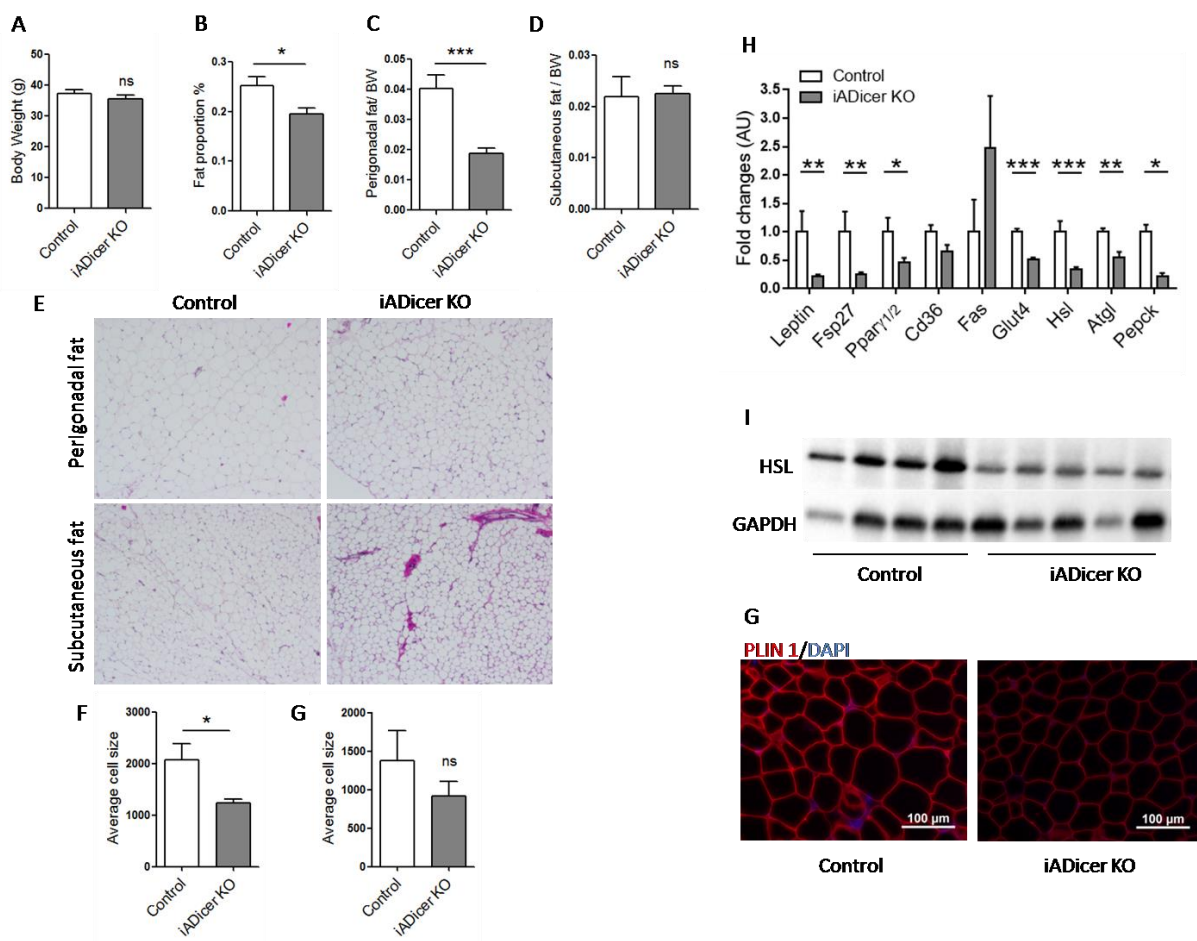 A
Body Weight (g)
50
40
30
20
10
0
ns
Control
iADicer KO
B
Fat proportion %
0.3
0.2
0.1
0.0
*
Control
iADicer KO
C
Perigonadal fat/ BW
0.05
0.04
0.03
0.02
0.01
0.00
***
Control
iADicer KO
D
Subcutaneous fat / BW
0.03
0.02
0.01
0.00
ns
Control
iADicer KO
E
Control
iADicer KO
Perigonadal fat
Subcutaneous fat
F
Average cell size
3000
2000
1000
0
*
Control
iADicer KO
G
Average cell size
2000
1500
1000
500
0
ns
Control
iADicer KO
H
Control
iADicer KO
Fold changes (AU)
3.5
3.0
2.5
2.0
1.5
1.0
0.5
0.0
** ** * *** *** ** *
Leptin
Fsp27
Pparγ1/2
Cd36
Fas
Glut4
Hsl
Atgl
Pepck
I
HSL
GAPDH
Control
iADicer KO
G
PLIN 1/DAPI
100 µm
100 µm
Control
iADicer KO